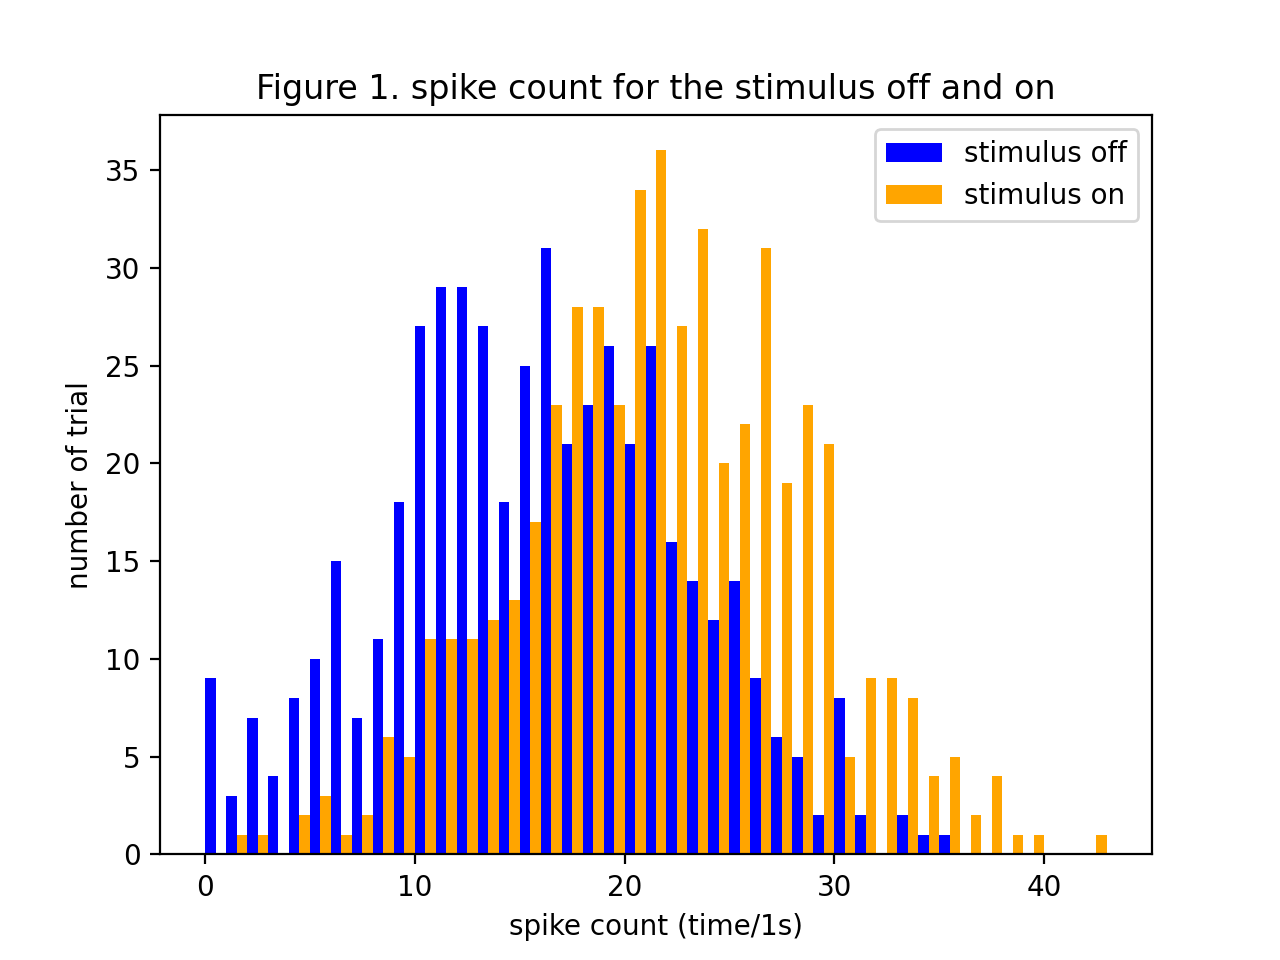 Figure 1. spike count for the stimulus off and on
stimulus off
stimulus on
35
30
25
20
15
10
5
0
number of trial
0 10 20 30 40
spike count (time/1s)